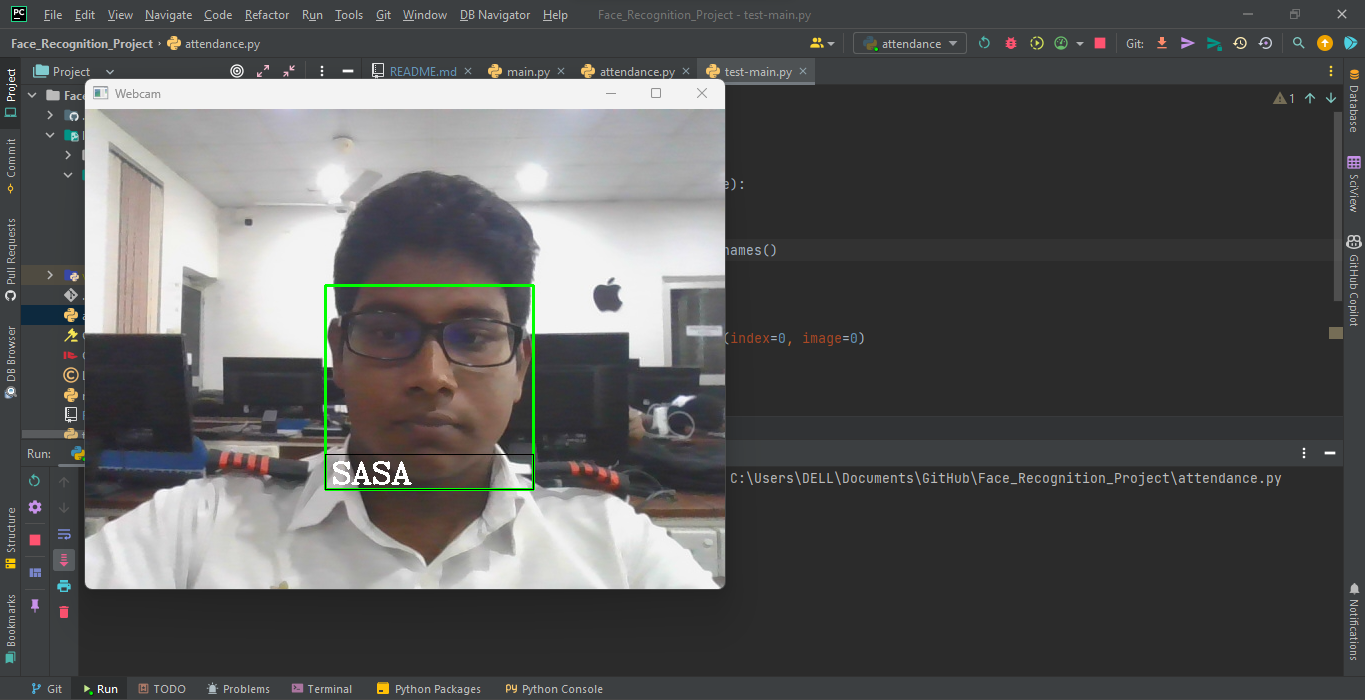 PC File Edit View Navigate Code Refactor Run Tools Git Window DB Navigator Help Face_Recognition_Project - test-main.py
Face_Recognition_Project attendance.py attendance Git:
Project README.md main.py attendance.py test-main.py
Webcam
Face
1
e):
names()
(index=0, image=0)
SASA
Run:
C:\Users\DELL\Documents\GitHub\Face_Recognition_Project\attendance.py
Project
Commit
Pull Requests
DB Browser
Structure
Bookmarks
Database
SciView
GitHub Copilot
Notifications
Git Run TODO Problems Terminal Python Packages Python Console